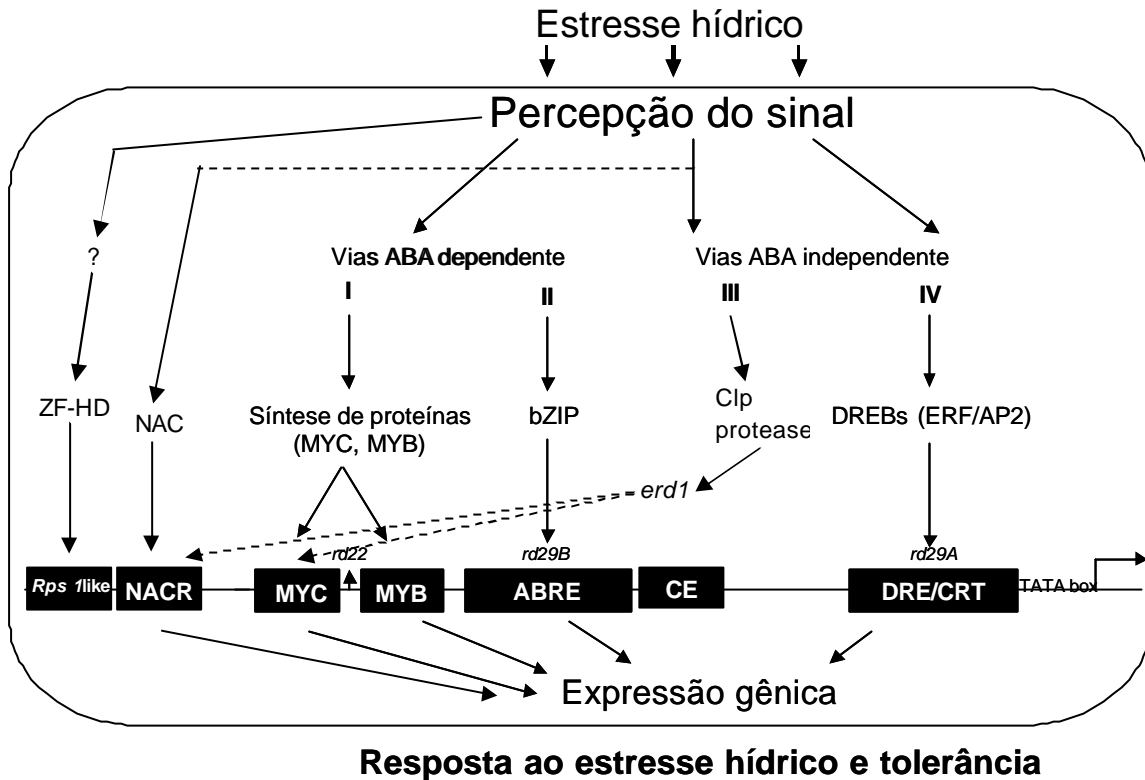 Estresse hídrico
Percepção do sinal
?
Vias ABA dependente
Vias ABA independente
I
II
III
IV
ZF-HD
NAC
Síntese de proteínas
(MYC, MYB)
bZIP
Clp
protease
DREBs (ERF/AP2)
erd1
rd22
rd29B
rd29A
Rps 1like
NACR
MYC
MYB
ABRE
CE
DRE/CRT
TATA box
Expressão gênica
Resposta ao estresse hídrico e tolerância